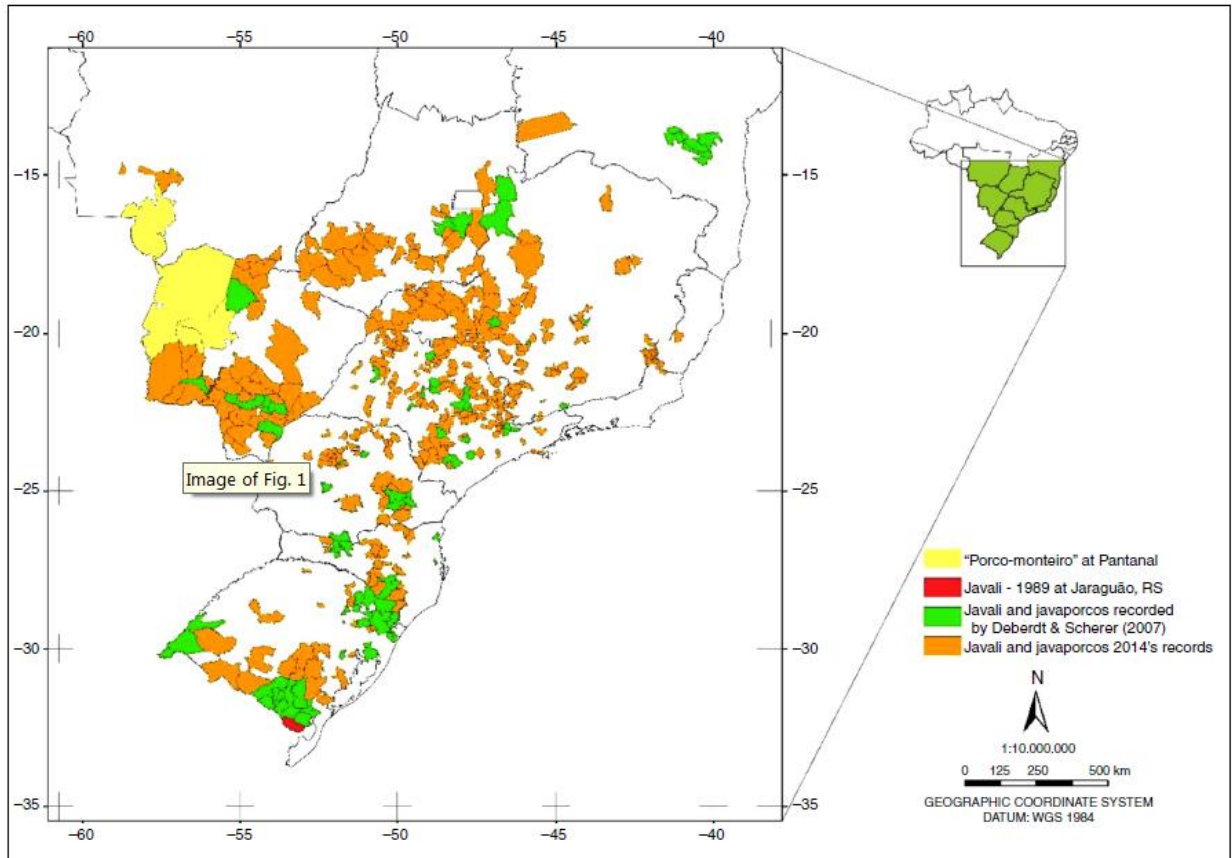 −60 −55 −50 −45 −40
−15 −15
−20 −20
−25 −25
−30 −30
−35 −35
−60 −55 −50 −45 −40
Image of Fig. 1
"Porco-monteiro" at Pantanal
Javali - 1989 at Jaraguão, RS
Javali and javaporcos recorded
by Deberdt & Scherer (2007)
Javali and javaporcos 2014's records
N
1:10.000.000
0 125 250 500 km
GEOGRAPHIC COORDINATE SYSTEM
DATUM: WGS 1984